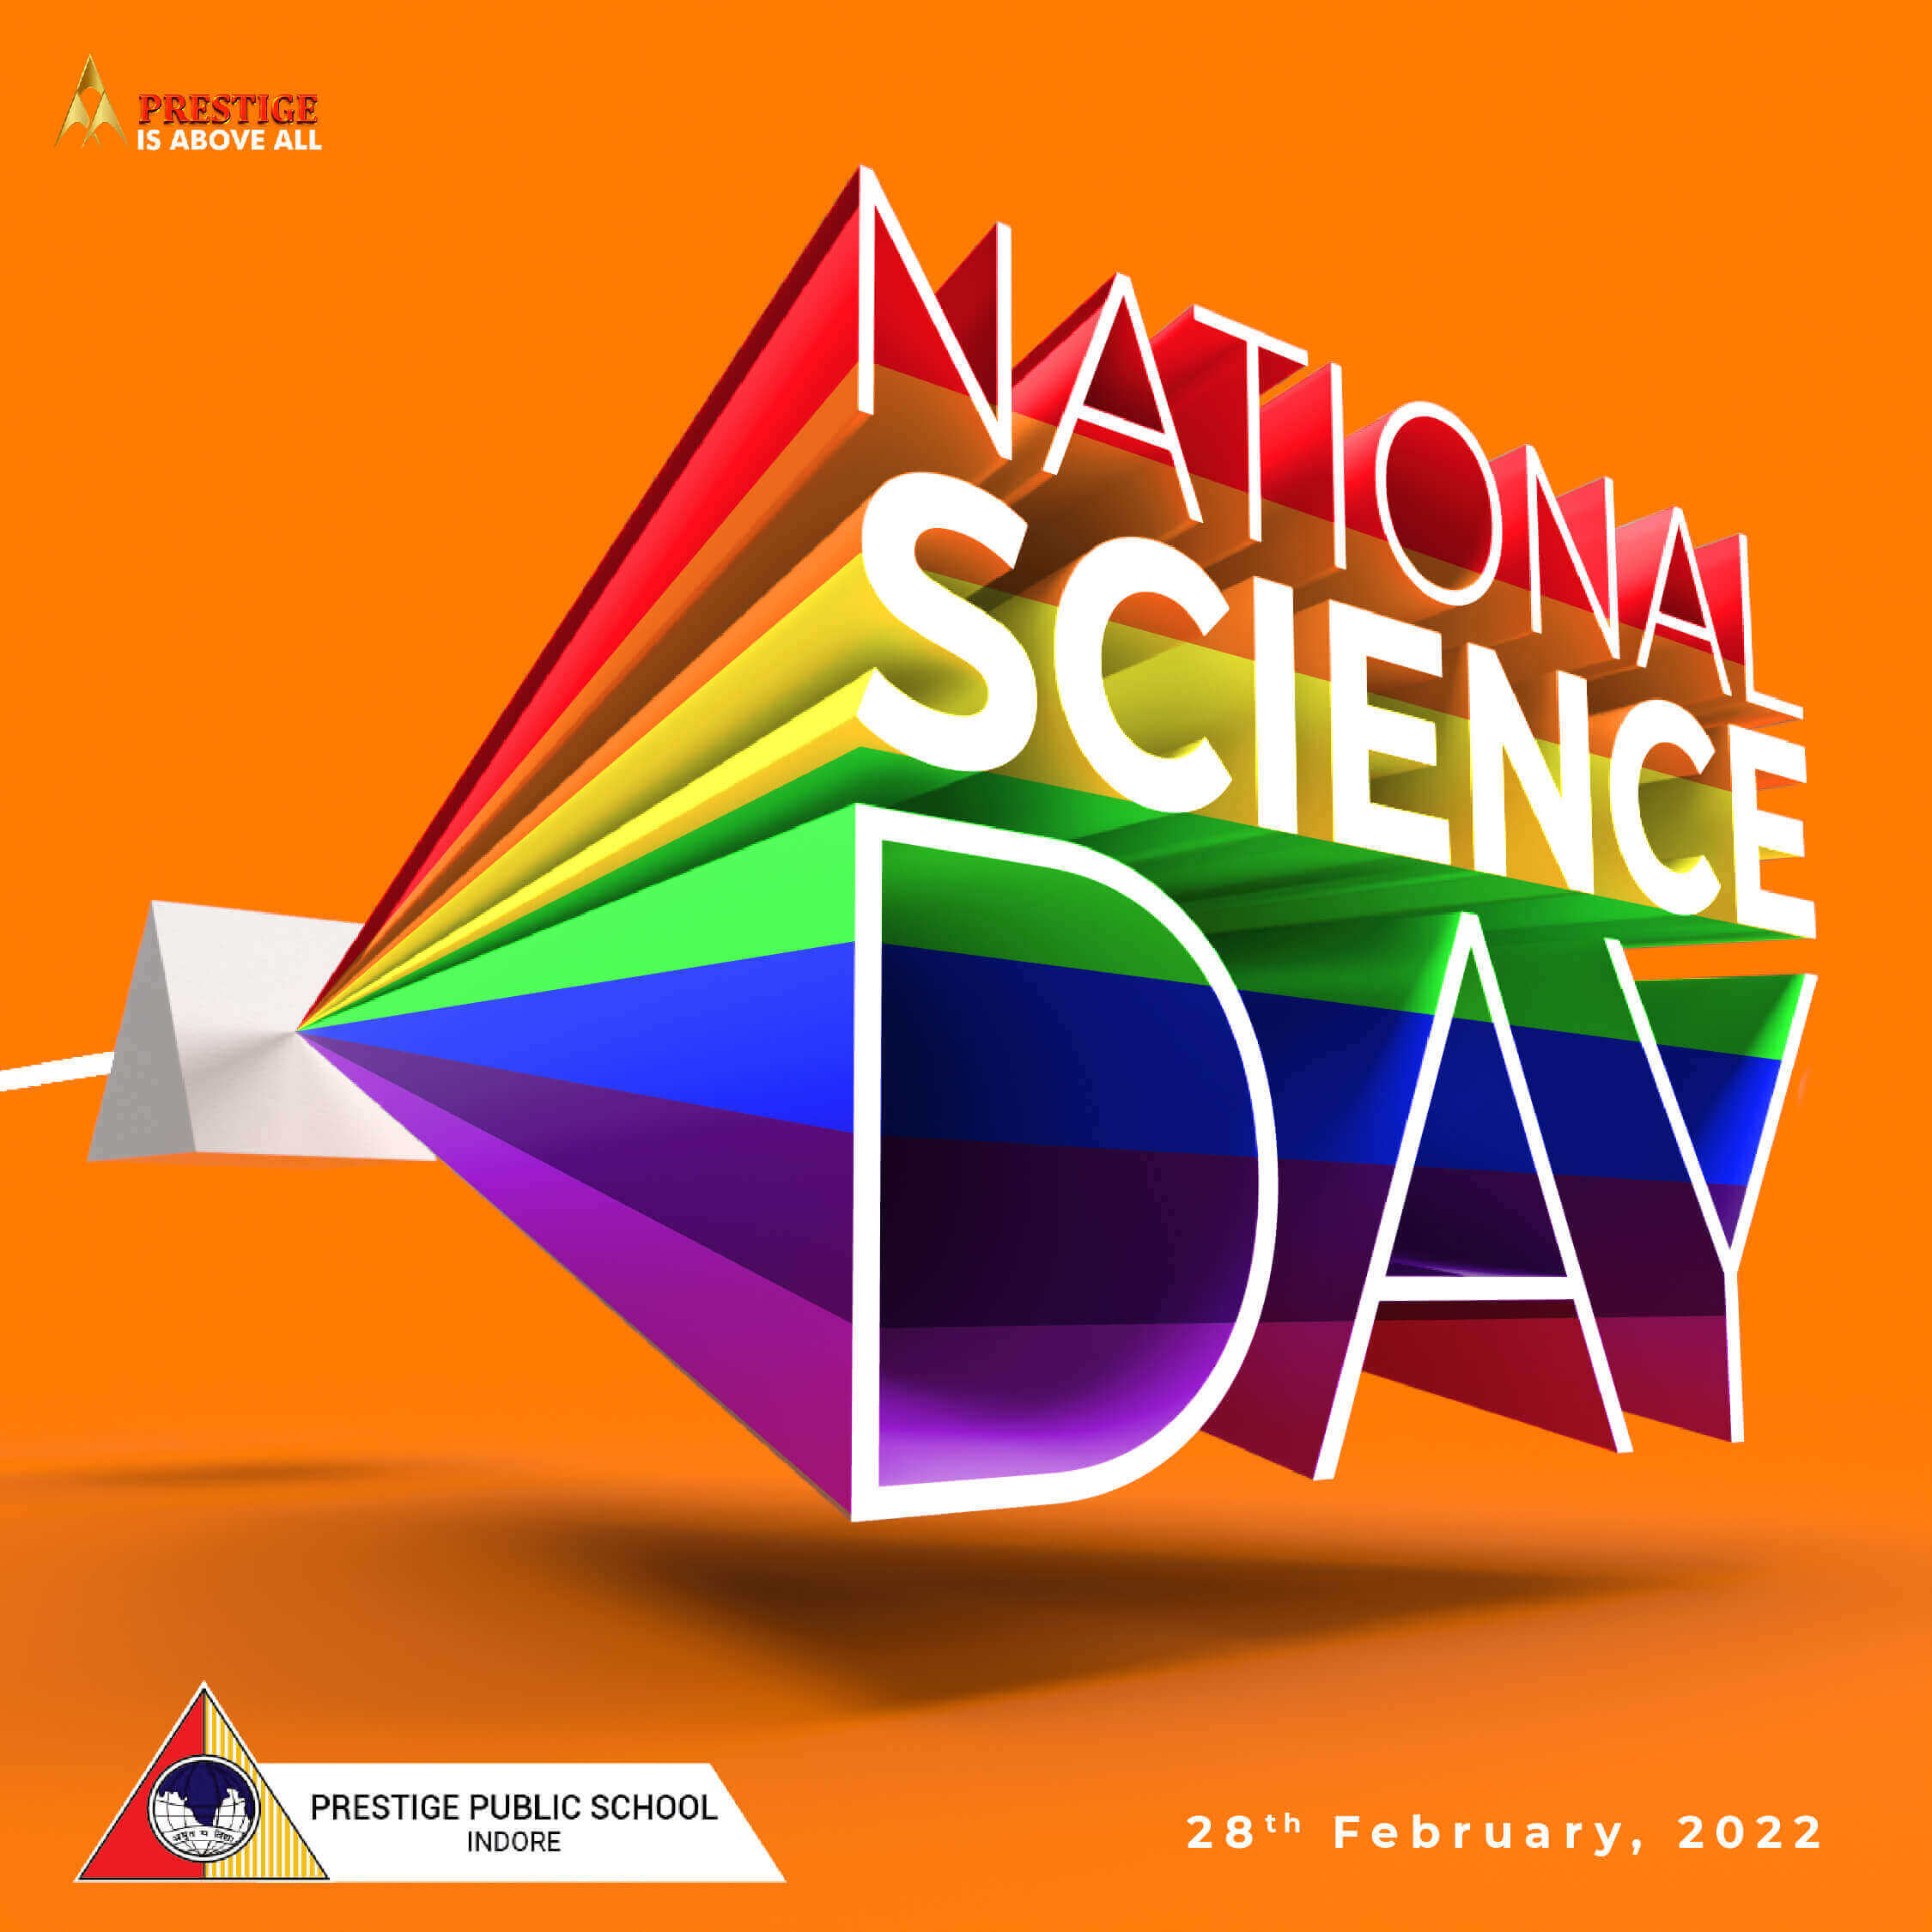 PRESTIGE
IS ABOVE ALL
NATIONAL
SCIENCE
DAY
PRESTIGE PUBLIC SCHOOL
INDORE
28th February, 2022